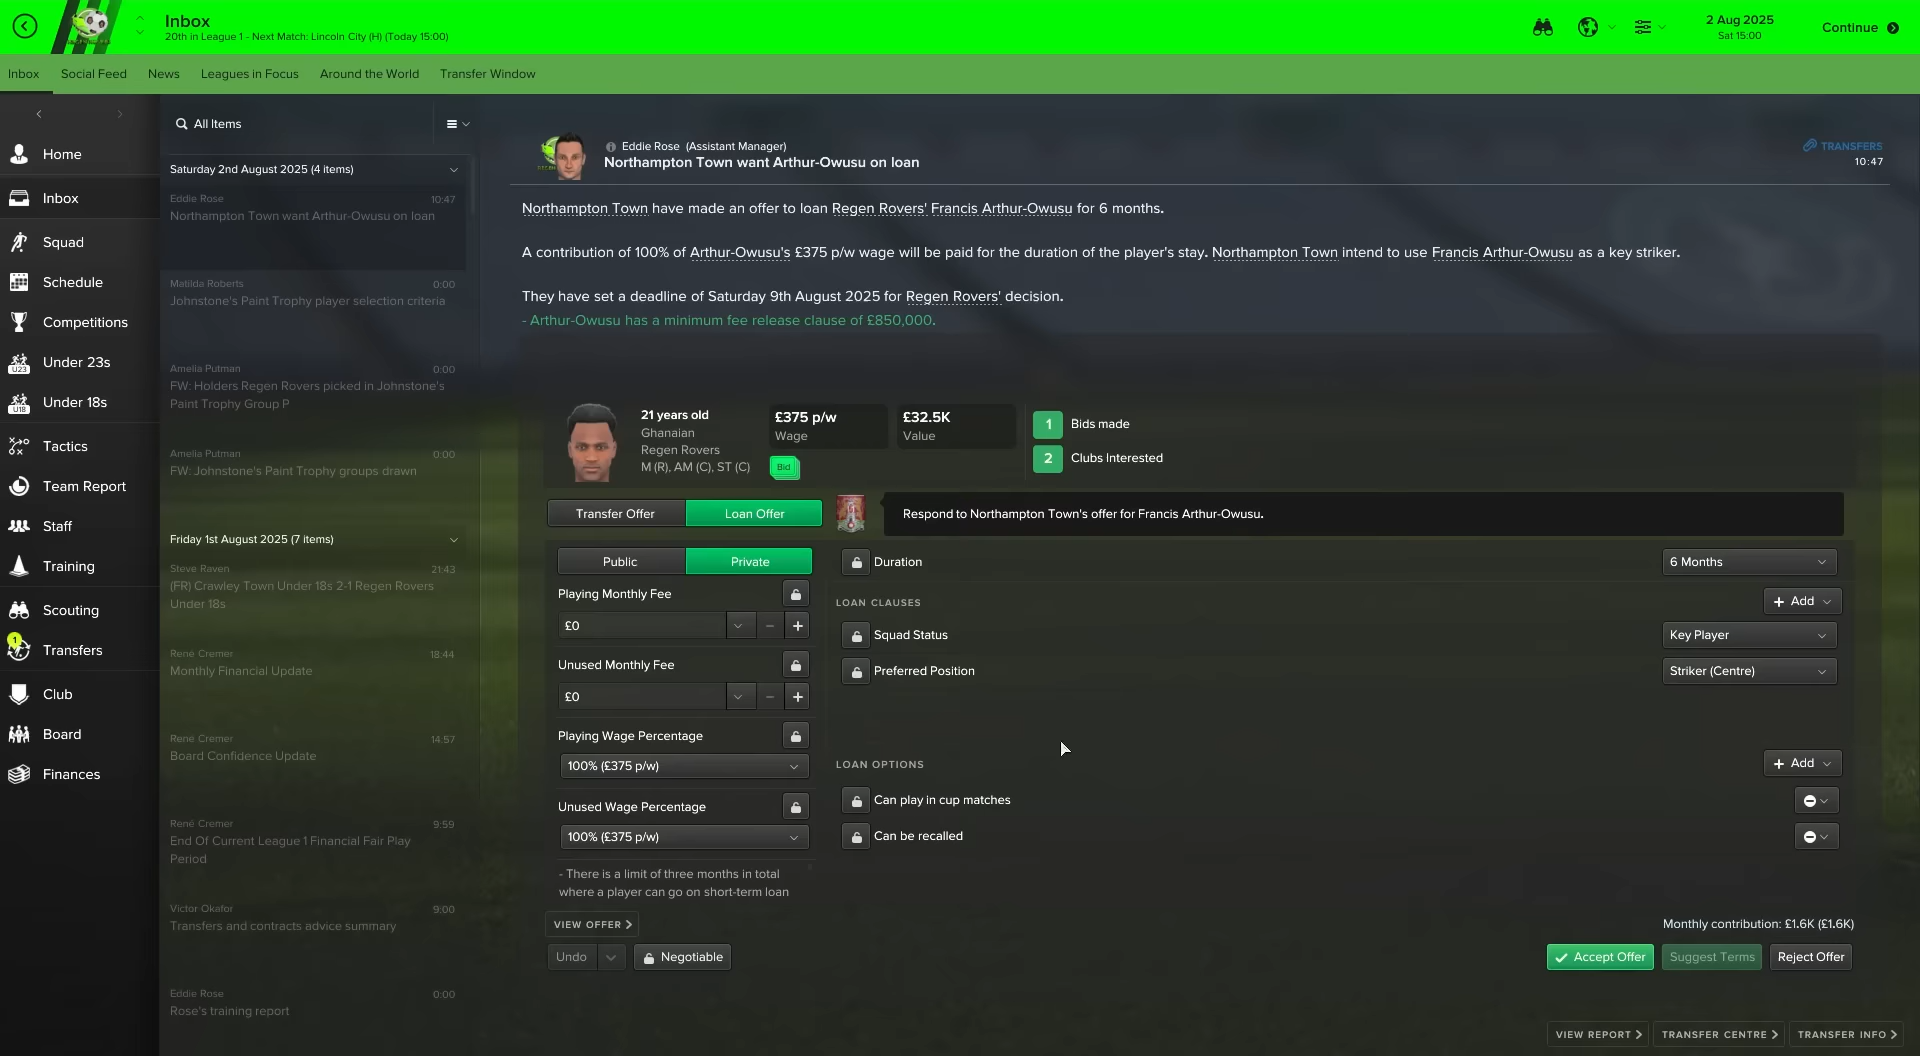 Inbox
20th in League 1 - Next Match: Lincoln City (H) (Today 15:00)
2 Aug 2025
Sat 15:00
Continue
Inbox
Social Feed
News
Leagues in Focus
Around the World
Transfer Window
Home
Inbox
Squad
Schedule
Competitions
Under 23s
U23
Under 18s
U18
Tactics
Team Report
Staff
Training
Scouting
1
Transfers
Club
Board
Finances
All Items
Saturday 2nd August 2025 (4 items)
Eddie Rose 10:47
Northampton Town want Arthur-Owusu on loan
Matilda Roberts 0:00
Johnstone's Paint Trophy player selection criteria
Amelia Putman 0:00
FW: Holders Regen Rovers picked in Johnstone's
Paint Trophy Group P
Amelia Putman 0:00
FW: Johnstone's Paint Trophy groups drawn
Friday 1st August 2025 (7 items)
Steve Raven 21:43
(FR) Crawley Town Under 18s 2-1 Regen Rovers
Under 18s
René Cremer 18:44
Monthly Financial Update
René Cremer 14:57
Board Confidence Update
René Cremer 9:59
End Of Current League 1 Financial Fair Play
Period
Victor Okafor 9:00
Transfers and contracts advice summary
Eddie Rose 0:00
Rose's training report
Eddie Rose (Assistant Manager)
Northampton Town want Arthur-Owusu on loan
TRANSFERS
10:47
Northampton Town have made an offer to loan Regen Rovers' Francis Arthur-Owusu for 6 months.
A contribution of 100% of Arthur-Owusu's £375 p/w wage will be paid for the duration of the player's stay. Northampton Town intend to use Francis Arthur-Owusu as a key striker.
They have set a deadline of Saturday 9th August 2025 for Regen Rovers' decision.
- Arthur-Owusu has a minimum fee release clause of £850,000.
21 years old
Ghanaian
Regen Rovers
M (R), AM (C), ST (C)
£375 p/w
Wage
Bid
£32.5K
Value
1 Bids made
2 Clubs Interested
Transfer Offer
Loan Offer
Respond to Northampton Town's offer for Francis Arthur-Owusu.
Public
Private
Playing Monthly Fee
£0
Unused Monthly Fee
£0
Playing Wage Percentage
100% (£375 p/w)
Unused Wage Percentage
100% (£375 p/w)
- There is a limit of three months in total
where a player can go on short-term loan
Duration
6 Months
LOAN CLAUSES
Add
Squad Status
Key Player
Preferred Position
Striker (Centre)
LOAN OPTIONS
Add
Can play in cup matches
Can be recalled
VIEW OFFER
Monthly contribution: £1.6K (£1.6K)
Undo
Negotiable
Accept Offer
Suggest Terms
Reject Offer
VIEW REPORT
TRANSFER CENTRE
TRANSFER INFO